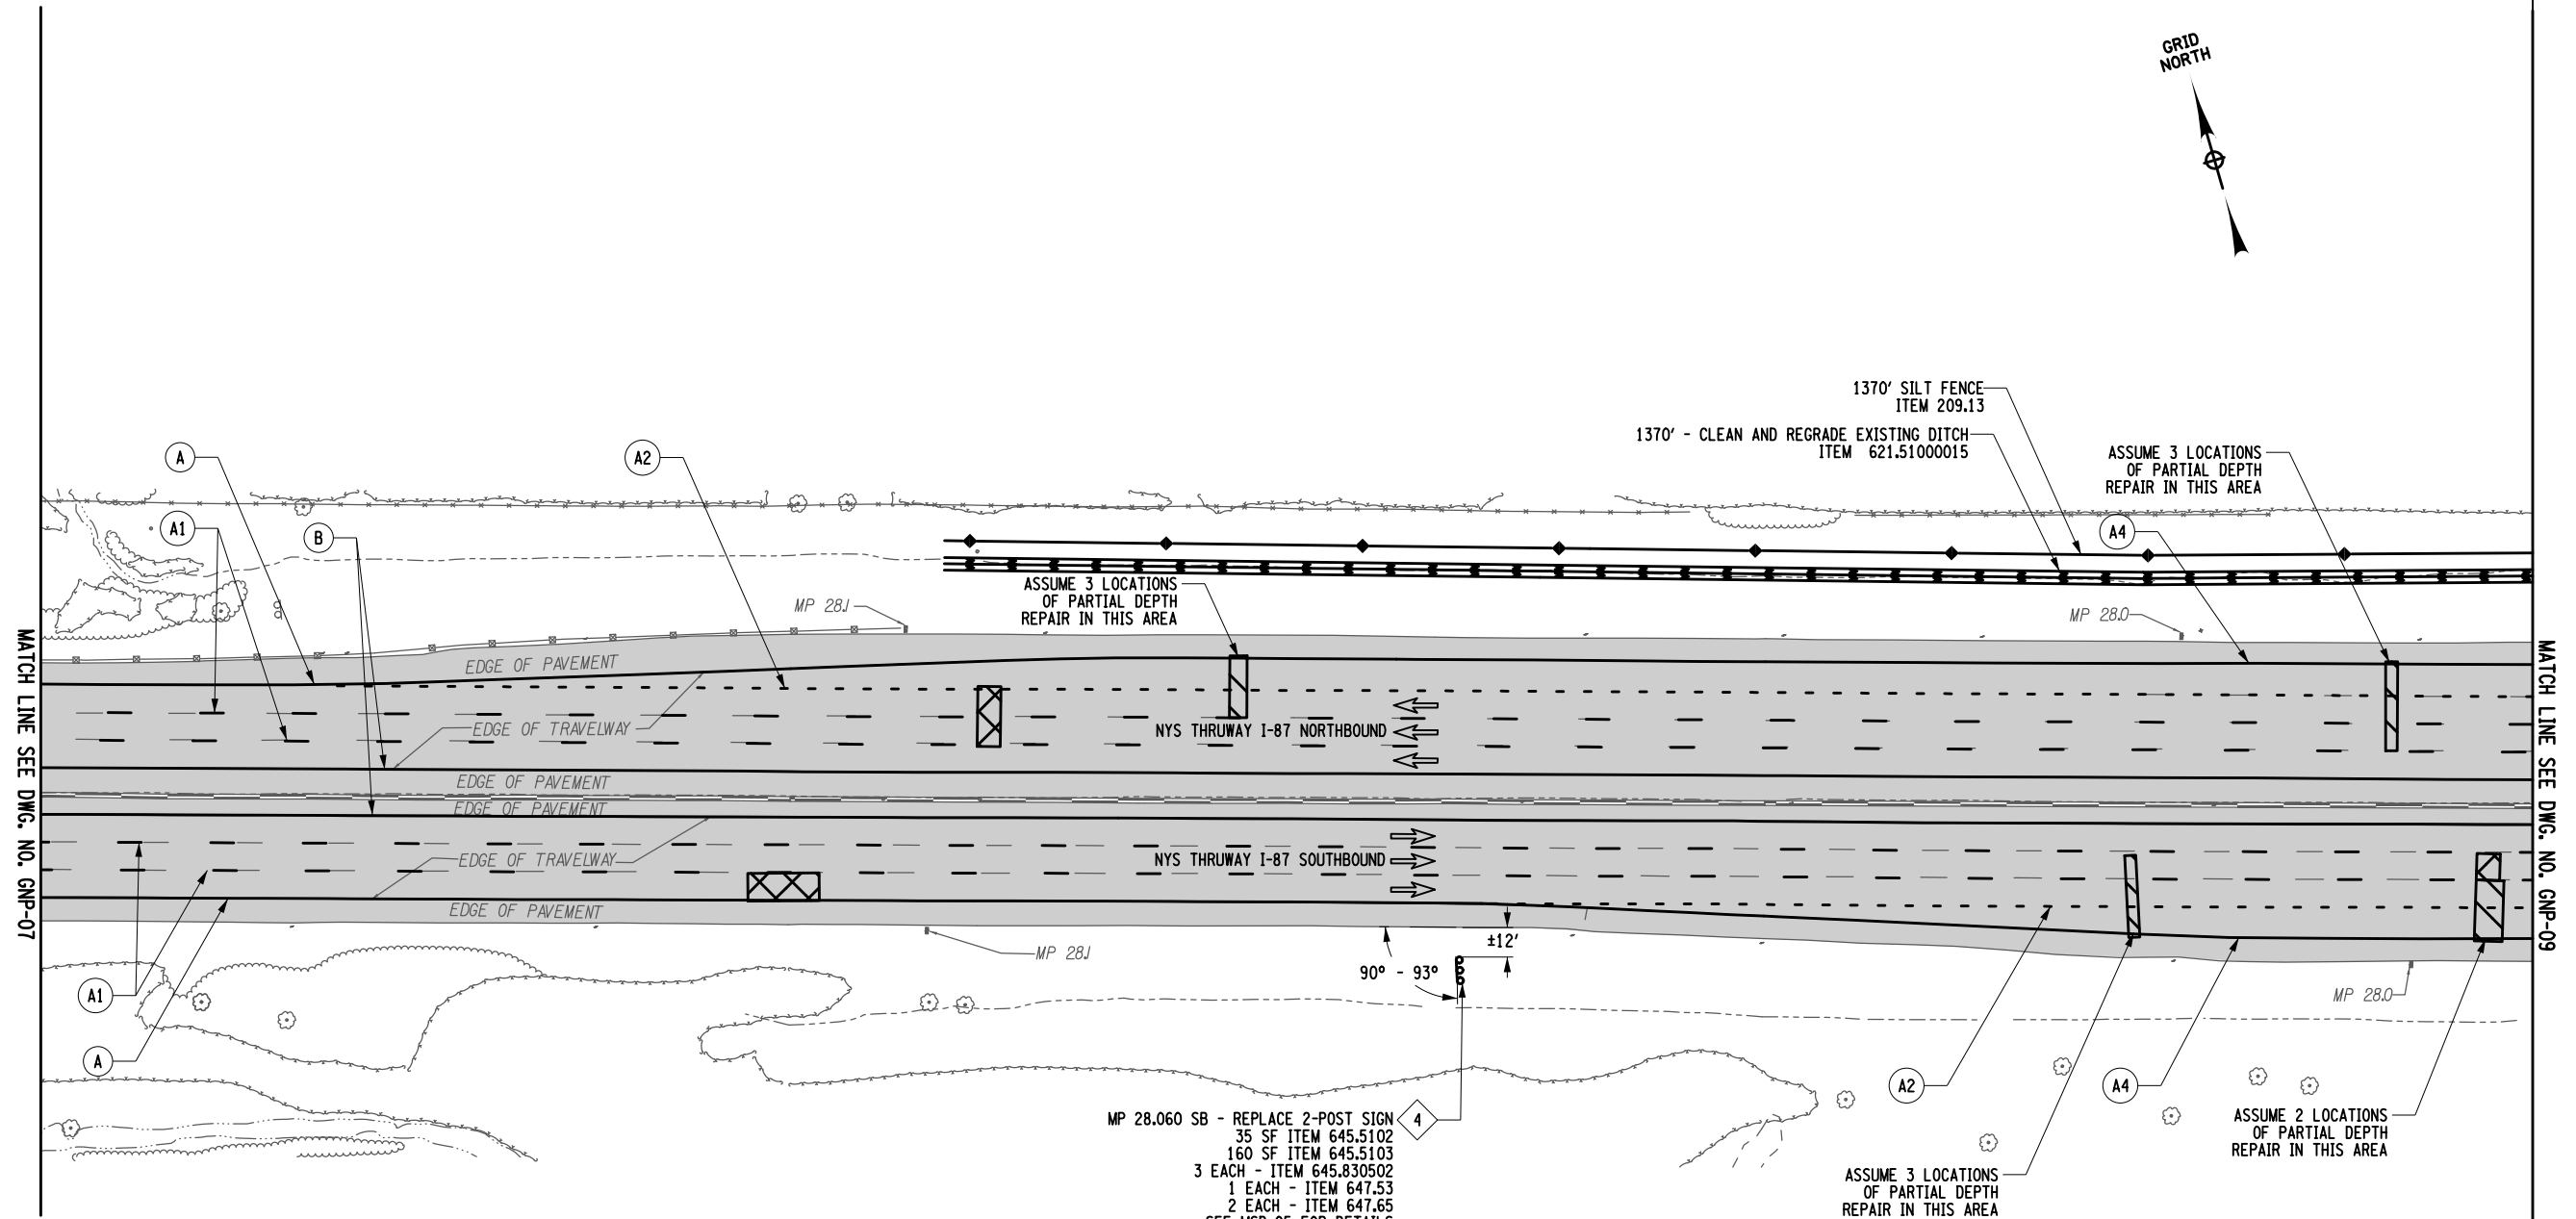 GRID
NORTH
1370' SILT FENCE
ITEM 209.13
1370' - CLEAN AND REGRADE EXISTING DITCH
ITEM 621.51000015
ASSUME 3 LOCATIONS
OF PARTIAL DEPTH
REPAIR IN THIS AREA
A
A2
A1
B
A4
ASSUME 3 LOCATIONS
OF PARTIAL DEPTH
REPAIR IN THIS AREA
MP 28.1
MP 28.0
MATCH LINE SEE DWG. NO. GNP-07
MATCH LINE SEE DWG. NO. GNP-09
EDGE OF PAVEMENT
EDGE OF TRAVELWAY
NYS THRUWAY I-87 NORTHBOUND
EDGE OF PAVEMENT
EDGE OF PAVEMENT
EDGE OF TRAVELWAY
NYS THRUWAY I-87 SOUTHBOUND
EDGE OF PAVEMENT
±12'
MP 28.1
90° - 93°
A1
MP 28.0
A
A2
A4
MP 28.060 SB - REPLACE 2-POST SIGN
4
35 SF ITEM 645.5102
160 SF ITEM 645.5103
3 EACH - ITEM 645.830502
1 EACH - ITEM 647.53
2 EACH - ITEM 647.65
ASSUME 2 LOCATIONS
OF PARTIAL DEPTH
REPAIR IN THIS AREA
ASSUME 3 LOCATIONS
OF PARTIAL DEPTH
REPAIR IN THIS AREA